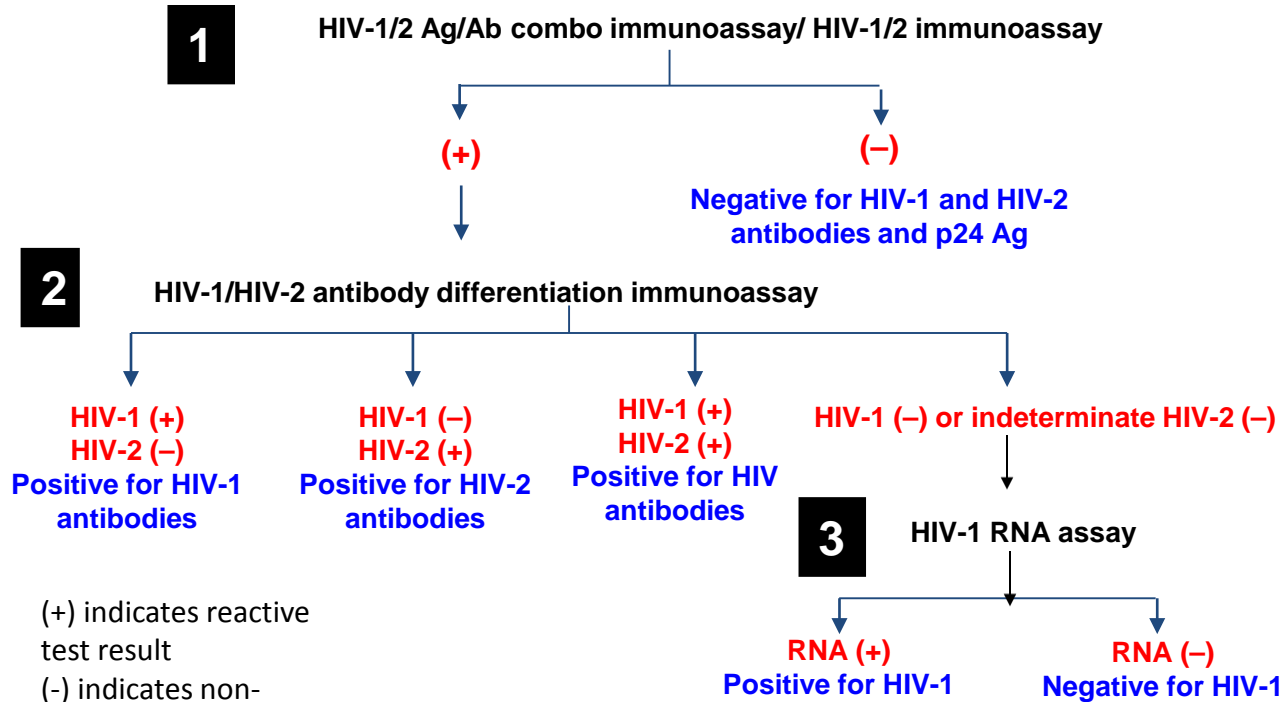 1
HIV-1/2 Ag/Ab combo immunoassay/ HIV-1/2 immunoassay
(+)
(–)
Negative for HIV-1 and HIV-2
antibodies and p24 Ag
2
HIV-1/HIV-2 antibody differentiation immunoassay
HIV-1 (+)
HIV-2 (–)
Positive for HIV-1
antibodies
HIV-1 (–)
HIV-2 (+)
Positive for HIV-2
antibodies
HIV-1 (+)
HIV-2 (+)
Positive for HIV
antibodies
HIV-1 (–) or indeterminate HIV-2 (–)
3
HIV-1 RNA assay
RNA (+)
Positive for HIV-1
RNA (–)
Negative for HIV-1
(+) indicates reactive
test result
(-) indicates non-